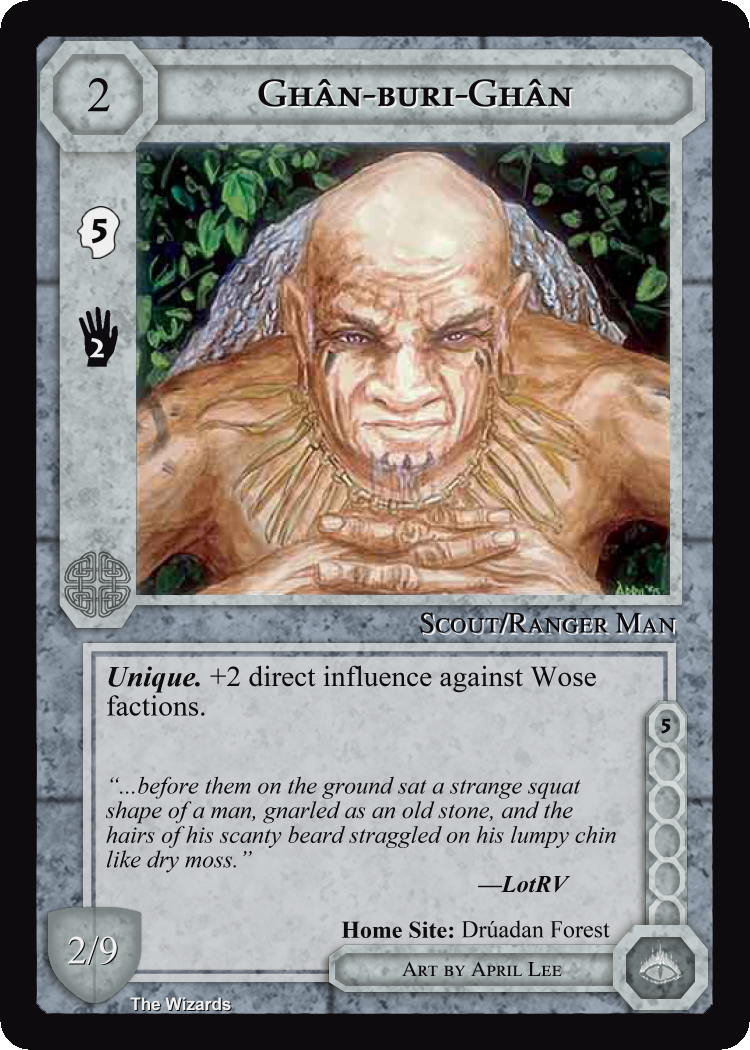 2
Ghân-buri-Ghân
5
2
Scout/Ranger Man
Unique. +2 direct influence against Wose
factions.
5
“...before them on the ground sat a strange squat
shape of a man, gnarled as an old stone, and the
hairs of his scanty beard straggled on his lumpy chin
like dry moss.”
—LotRV
Home Site: Drúadan Forest
2/9
Art by April Lee
The Wizards